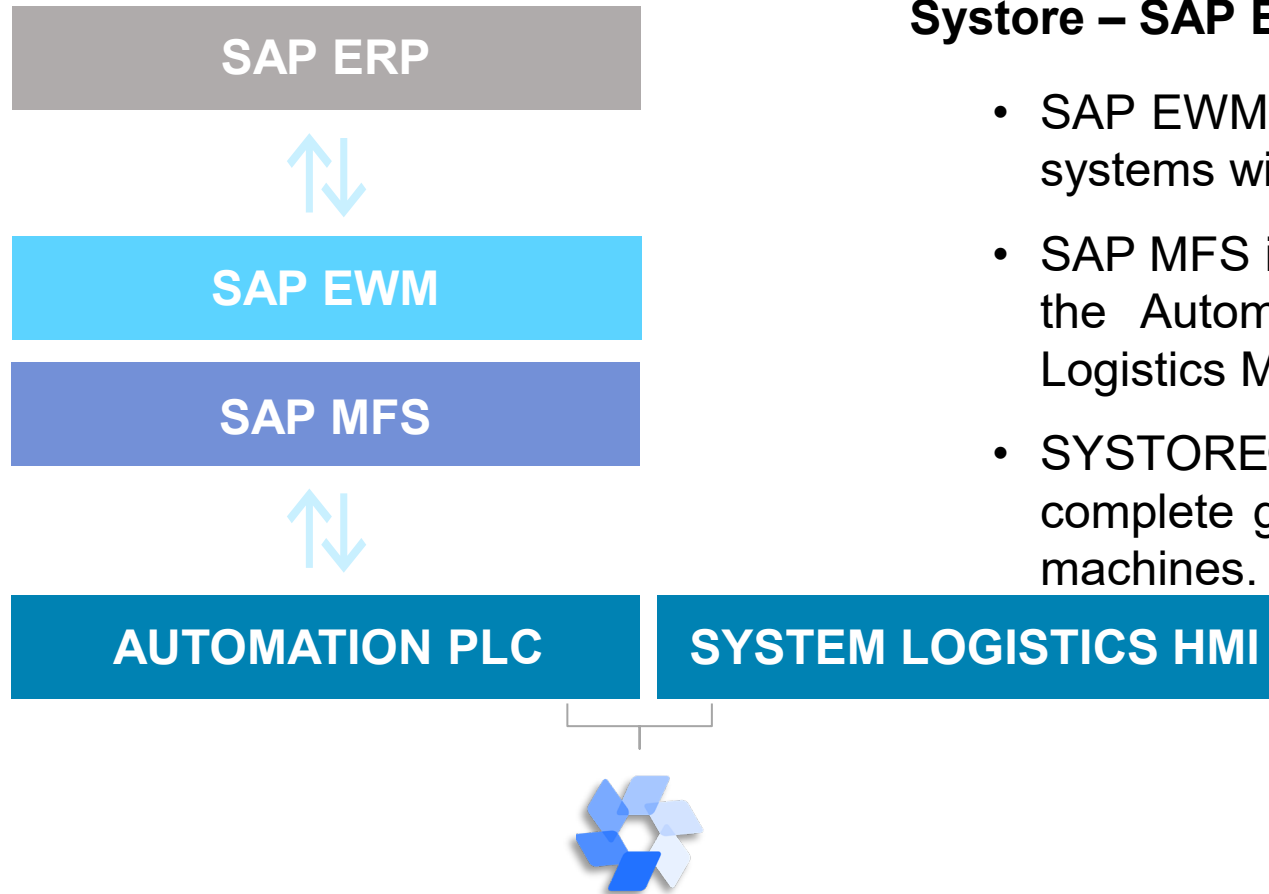 SAP ERP
SAP EWM
SAP MFS
AUTOMATION PLC
SYSTEM LOGISTICS HMI
Systore – SAP
• SAP EWM
systems
• SAP MFS
the Autom
Logistics
• SYSTORE
complete
machines.